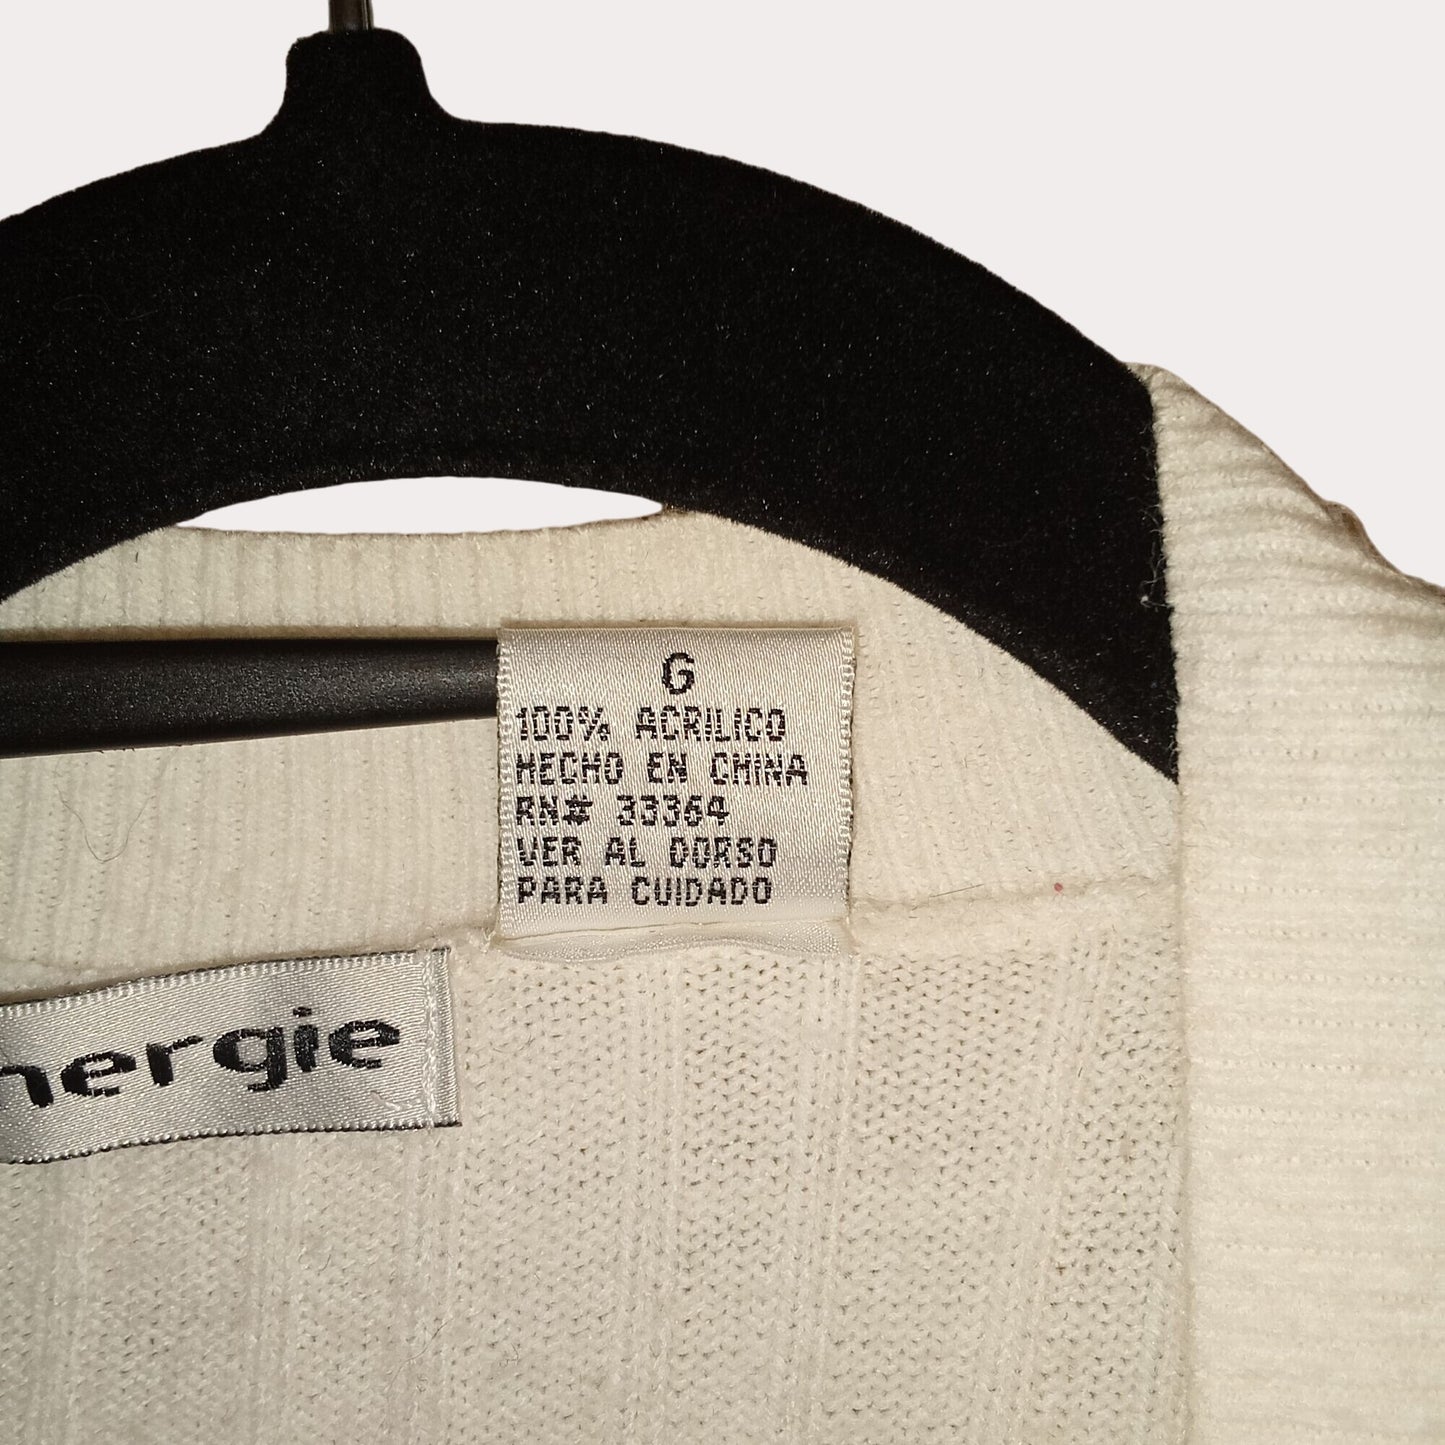 G
100% ACRILICO
HECHO EN CHINA
RN# 33364
VER AL DORSO
PARA CUIDADO
nergie